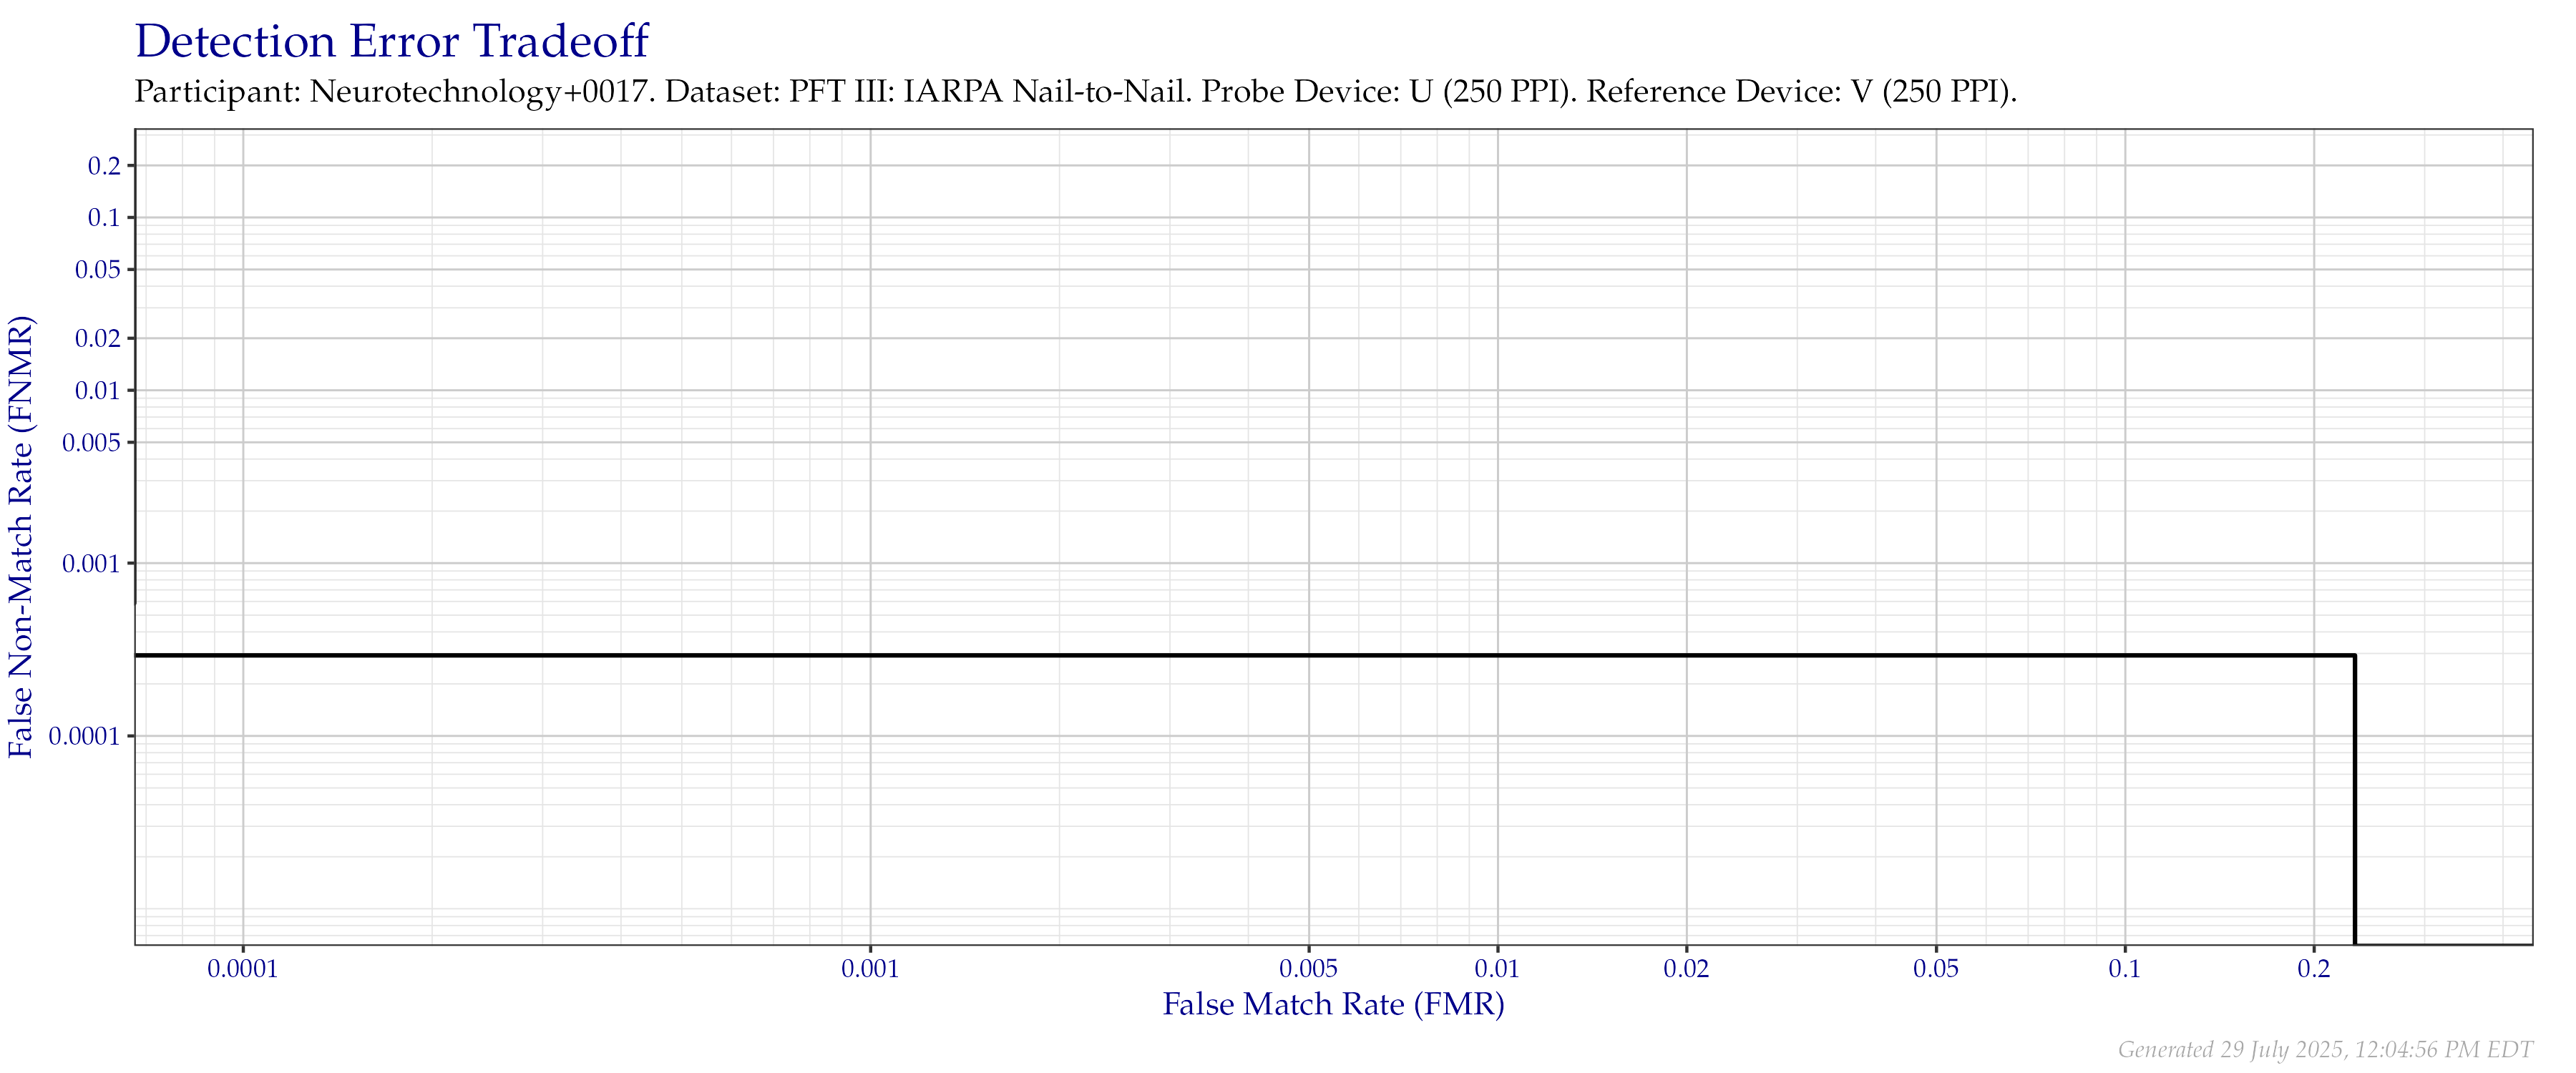 Detection Error Tradeoff
Participant: Neurotechnology+0017. Dataset: PFT III: IARPA Nail-to-Nail. Probe Device: U (250 PPI). Reference Device: V (250 PPI).
False Non-Match Rate (FNMR)
0.2
0.1
0.05
0.02
0.01
0.005
0.001
0.0001
0.0001 0.001 0.005 0.01 0.02 0.05 0.1 0.2
False Match Rate (FMR)
Generated 29 July 2025, 12:04:56 PM EDT